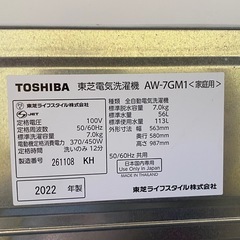 TOSHIBA 東芝電気洗濯機 AW-7GM1<家庭用>
JET
定格電圧 100V
定格周波数 50/60Hz
標準洗濯容量 7.0kg
電動機定格消費電力 370/450W
定格時間 洗いのみ 12分
製造番号 261108 KH
2022 年製
種類 全自動電気洗濯機
標準脱水容量 7.0kg
標準水量 56L
標準使用水量 113L
外形寸法 幅 563mm
奥行 580mm
高さ 987mm
50/60Hz 共用
日本国内専用
Use Only in Japan
MADE IN THAILAND
東芝ライフスタイル株式会社
東芝ライフスタイル株式会社